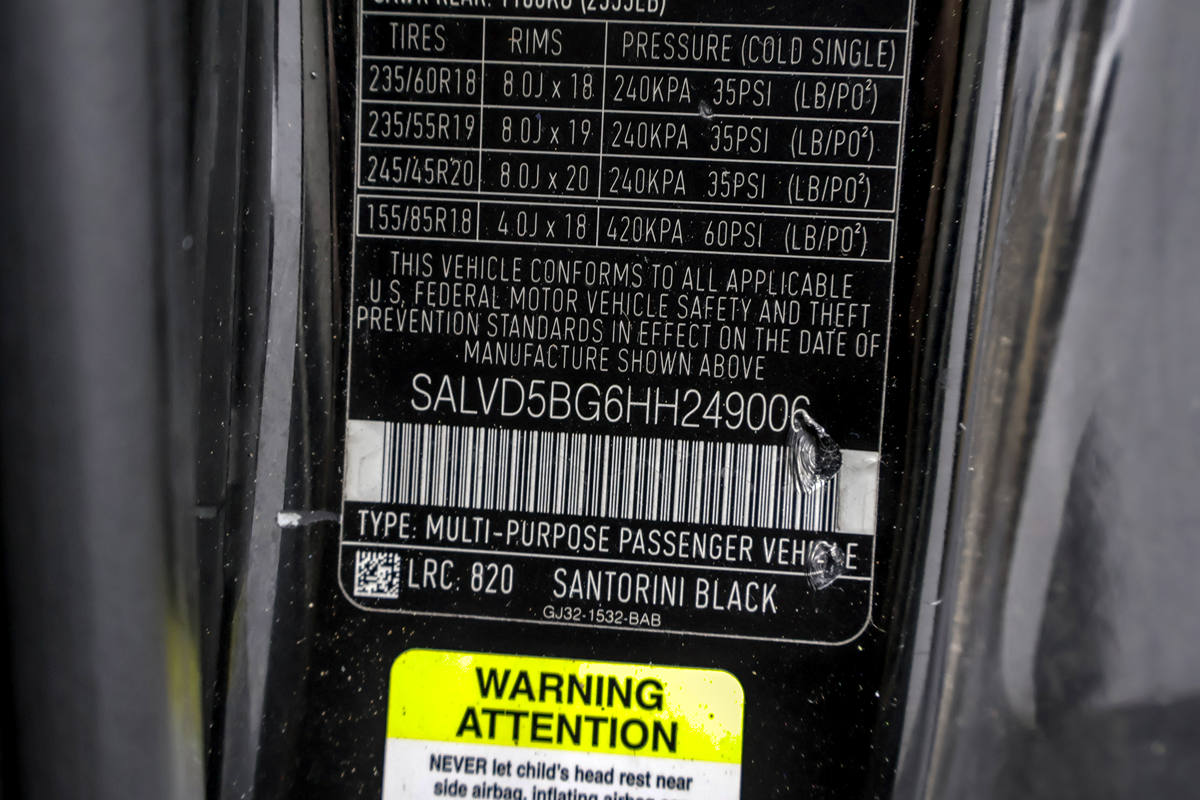 TIRES RIMS PRESSURE (COLD SINGLE)
235/60R18 8.0J x 18 240KPA 35PSI (LB/PO²)
235/55R19 8.0J x 19 240KPA 35PSI (LB/PO²)
245/45R20 8.0J x 20 240KPA 35PSI (LB/PO²)
155/85R18 4.0J x 18 420KPA 60PSI (LB/PO²)
THIS VEHICLE CONFORMS TO ALL APPLICABLE
U.S. FEDERAL MOTOR VEHICLE SAFETY AND THEFT
PREVENTION STANDARDS IN EFFECT ON THE DATE OF
MANUFACTURE SHOWN ABOVE
SALVD5BG6HH249006
TYPE: MULTI-PURPOSE PASSENGER VEHICLE
LRC: 820 SANTORINI BLACK
GJ32-1532-BAB
WARNING
ATTENTION
NEVER let child's head rest near
side airbag, inflating airbag